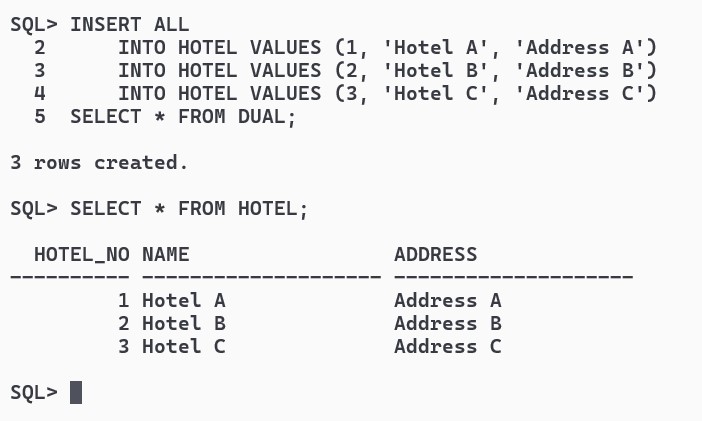 SQL> INSERT ALL
  2      INTO HOTEL VALUES (1, 'Hotel A', 'Address A')
  3      INTO HOTEL VALUES (2, 'Hotel B', 'Address B')
  4      INTO HOTEL VALUES (3, 'Hotel C', 'Address C')
  5  SELECT * FROM DUAL;
3 rows created.
SQL> SELECT * FROM HOTEL;
  HOTEL_NO NAME                 ADDRESS
---------- -------------------- --------------------
         1 Hotel A              Address A
         2 Hotel B              Address B
         3 Hotel C              Address C
SQL>